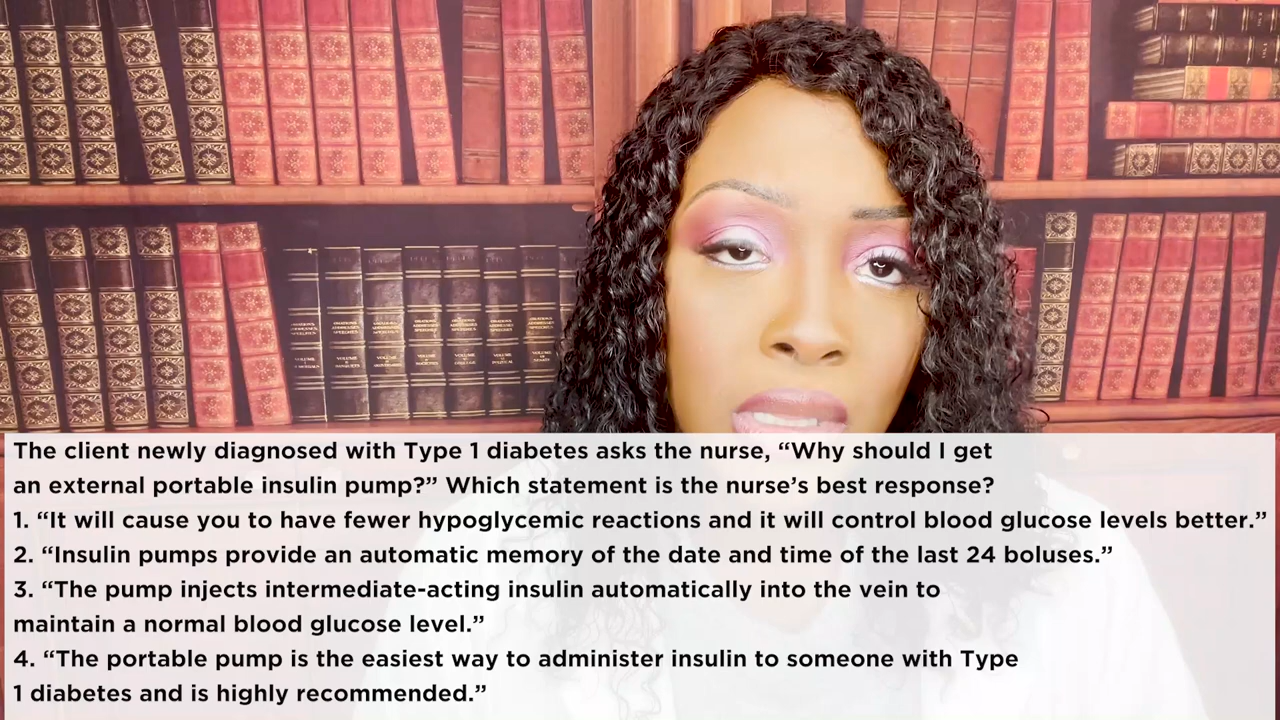 The client newly diagnosed with Type 1 diabetes asks the nurse, “Why should I get
an external portable insulin pump?” Which statement is the nurse’s best response?
1. “It will cause you to have fewer hypoglycemic reactions and it will control blood glucose levels better.”
2. “Insulin pumps provide an automatic memory of the date and time of the last 24 boluses.”
3. “The pump injects intermediate-acting insulin automatically into the vein to
maintain a normal blood glucose level.”
4. “The portable pump is the easiest way to administer insulin to someone with Type
1 diabetes and is highly recommended.”